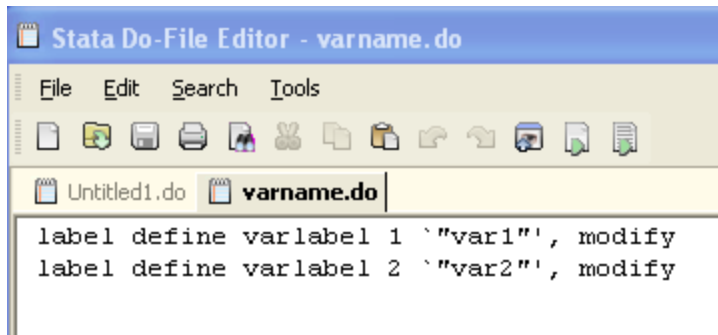 Stata Do-File Editor - varname.do
File Edit Search Tools
Untitled1.do varname.do
label define varlabel 1 `"var1"', modify
label define varlabel 2 `"var2"', modify